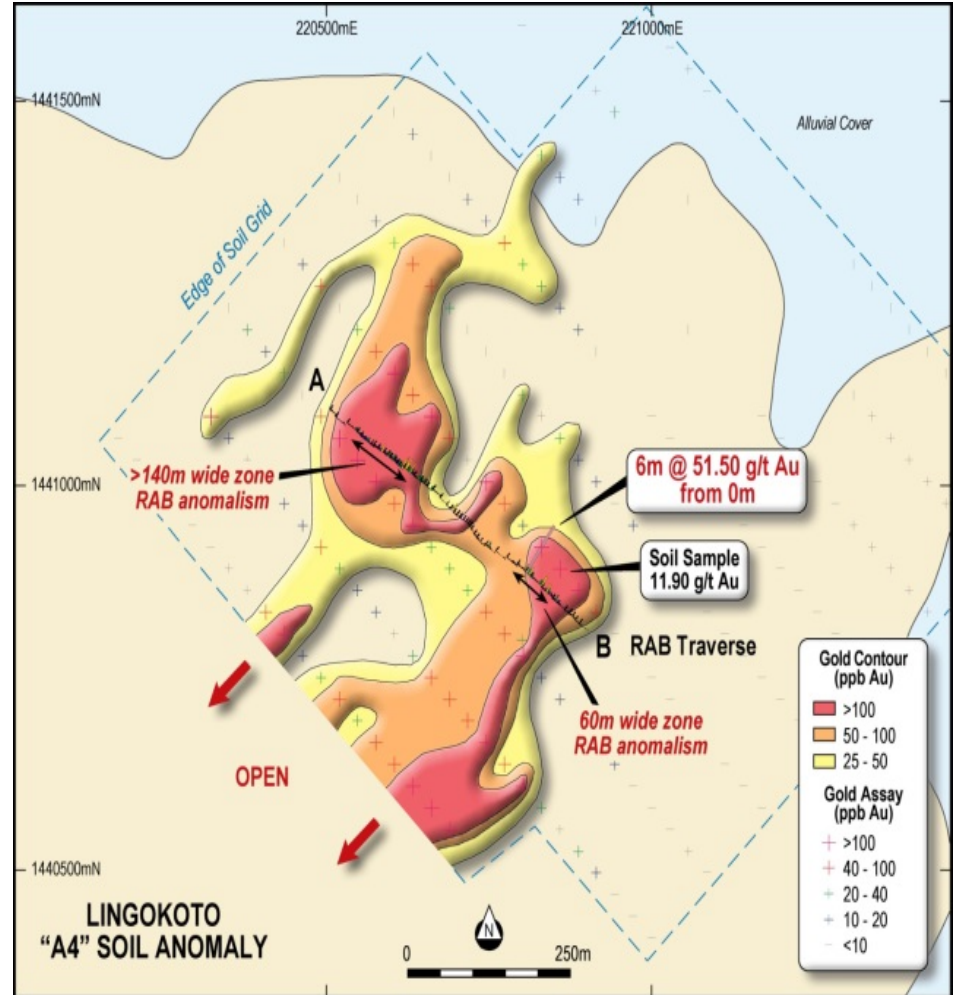 220500mE
221000mE
1441500mN
Alluvial Cover
Edge of Soil Grid
A
>140m wide zone
RAB anomalism
1441000mN
6m @ 51.50 g/t Au
from 0m
Soil Sample
11.90 g/t Au
B RAB Traverse
60m wide zone
RAB anomalism
OPEN
1440500mN
LINGOKOTO
“A4” SOIL ANOMALY
N
0 250m
Gold Contour
(ppb Au)
>100
50 - 100
25 - 50
Gold Assay
(ppb Au)
>100
40 - 100
20 - 40
10 - 20
<10